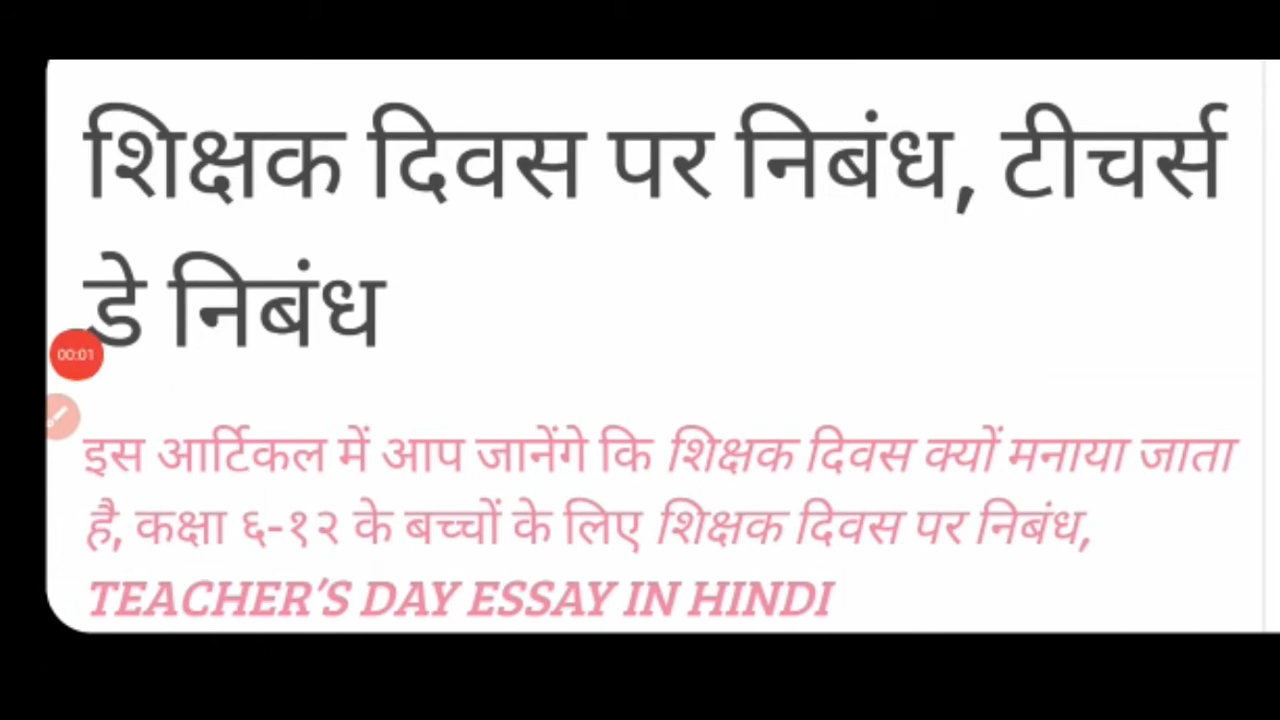 शिक्षक दिवस पर निबंध, टीचर्स
डे निबंध
00:01
इस आर्टिकल में आप जानेंगे कि शिक्षक दिवस क्यों मनाया जाता
है, कक्षा ६-१२ के बच्चों के लिए शिक्षक दिवस पर निबंध,
TEACHER’S DAY ESSAY IN HINDI